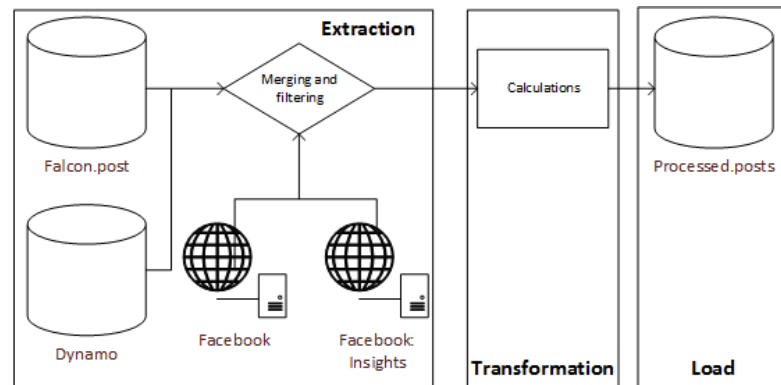 Extraction
Merging and
filtering
Calculations
Falcon.post
Processed.posts
Dynamo
Facebook
Facebook:
Insights
Transformation
Load